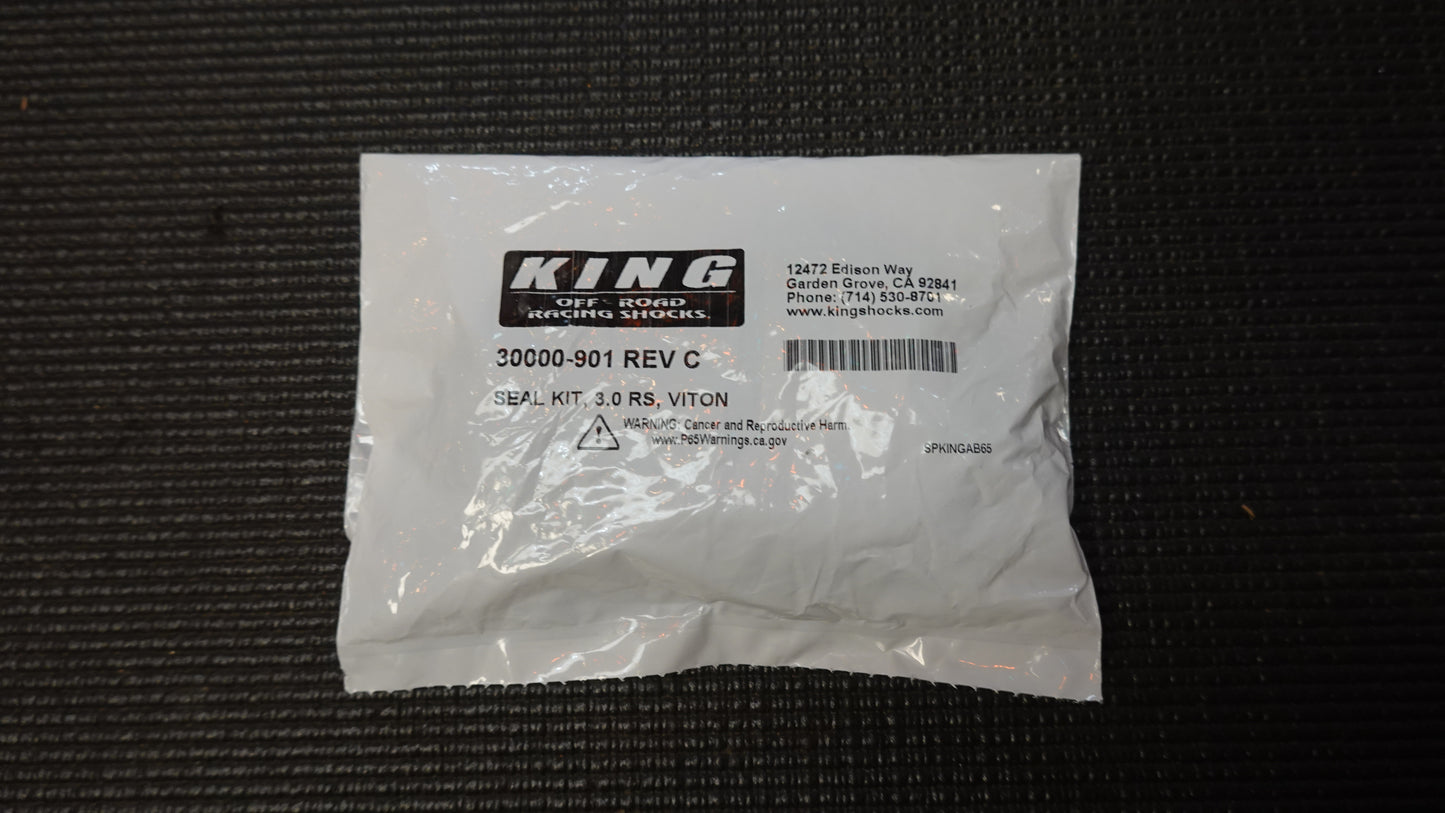 KING
OFF-ROAD
RACING SHOCKS
12472 Edison Way
Garden Grove, CA 92841
Phone: (714) 530-8701
www.kingshocks.com
30000-901 REV C
SEAL KIT, 3.0 RS, VITON
WARNING: Cancer and Reproductive Harm.
www.P65Warnings.ca.gov
SPKINGAB65